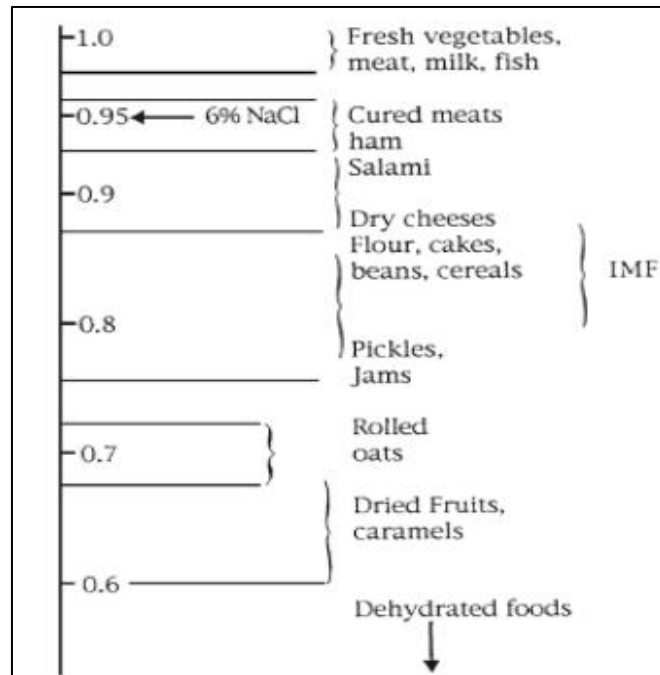 1.0
Fresh vegetables,
meat, milk, fish
0.95
6% NaCl
Cured meats
ham
Salami
0.9
Dry cheeses
Flour, cakes,
beans, cereals
IMF
0.8
Pickles,
Jams
Rolled
oats
0.7
Dried Fruits,
caramels
0.6
Dehydrated foods